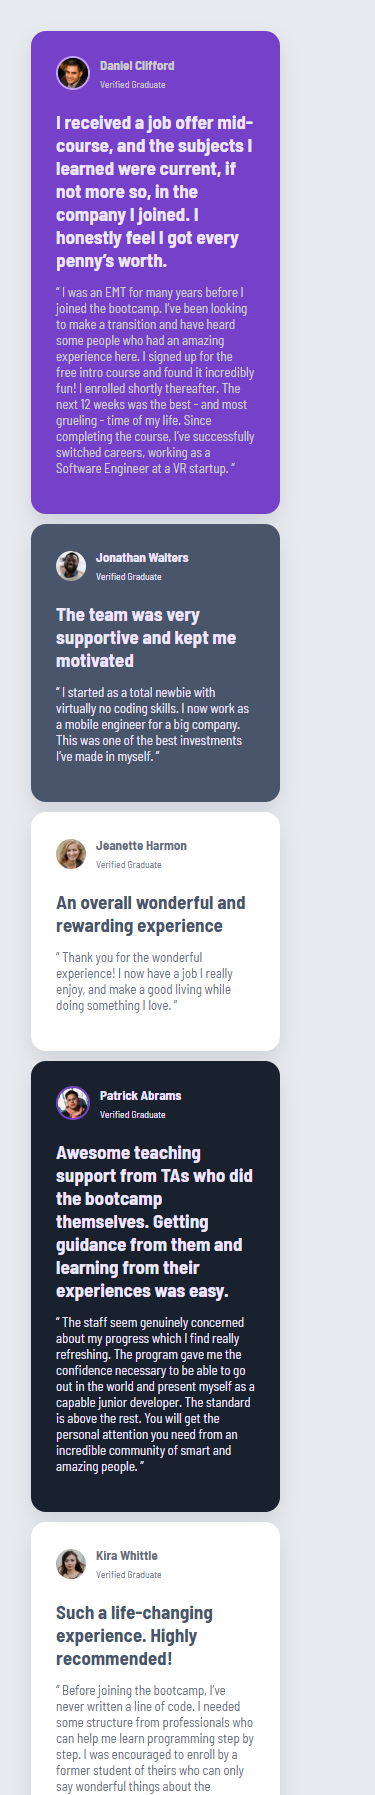 Daniel Clifford
Verified Graduate
I received a job offer mid-
course, and the subjects I
learned were current, if
not more so, in the
company I joined. I
honestly feel I got every
penny’s worth.
“ I was an EMT for many years before I
joined the bootcamp. I’ve been looking
to make a transition and have heard
some people who had an amazing
experience here. I signed up for the
free intro course and found it incredibly
fun! I enrolled shortly thereafter. The
next 12 weeks was the best - and most
grueling - time of my life. Since
completing the course, I’ve successfully
switched careers, working as a
Software Engineer at a VR startup. ”
Jonathan Walters
Verified Graduate
The team was very
supportive and kept me
motivated
“ I started as a total newbie with
virtually no coding skills. I now work as
a mobile engineer for a big company.
This was one of the best investments
I’ve made in myself. ”
Jeanette Harmon
Verified Graduate
An overall wonderful and
rewarding experience
“ Thank you for the wonderful
experience! I now have a job I really
enjoy, and make a good living while
doing something I love. ”
Patrick Abrams
Verified Graduate
Awesome teaching
support from TAs who did
the bootcamp
themselves. Getting
guidance from them and
learning from their
experiences was easy.
“ The staff seem genuinely concerned
about my progress which I find really
refreshing. The program gave me the
confidence necessary to be able to go
out in the world and present myself as a
capable junior developer. The standard
is above the rest. You will get the
personal attention you need from an
incredible community of smart and
amazing people. ”
Kira Whittle
Verified Graduate
Such a life-changing
experience. Highly
recommended!
“ Before joining the bootcamp, I’ve
never written a line of code. I needed
some structure from professionals who
can help me learn programming step by
step. I was encouraged to enroll by a
former student of theirs who can only
say wonderful things about the